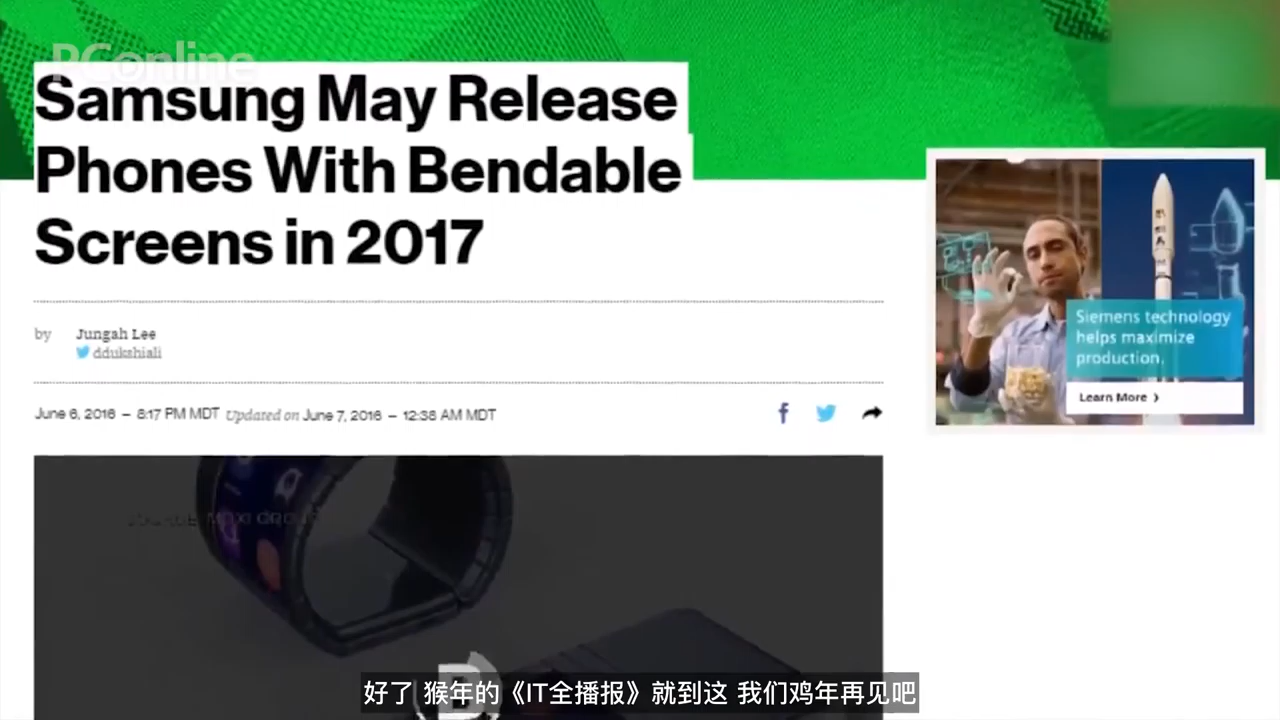 PConline
Samsung May Release
Phones With Bendable
Screens in 2017
by Jungah Lee
ddukshiali
June 6, 2016 — 8:17 PM MDT Updated on June 7, 2016 — 12:38 AM MDT
Siemens technology
helps maximize
production.
Learn More ›
好了 猴年的《IT全播报》就到这 我们鸡年再见吧